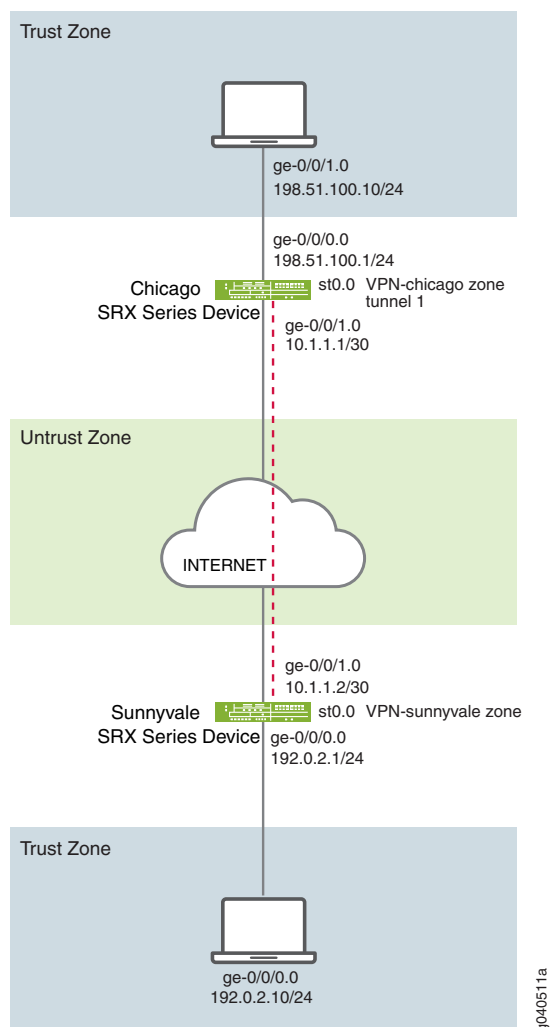 Trust Zone
ge-0/0/1.0
198.51.100.10/24
ge-0/0/0.0
198.51.100.1/24
Chicago
SRX Series Device
st0.0 VPN-chicago zone
tunnel 1
ge-0/0/1.0
10.1.1.1/30
Untrust Zone
INTERNET
ge-0/0/1.0
10.1.1.2/30
Sunnyvale
SRX Series Device
st0.0 VPN-sunnyvale zone
ge-0/0/0.0
192.0.2.1/24
Trust Zone
ge-0/0/0.0
192.0.2.10/24
g040511a